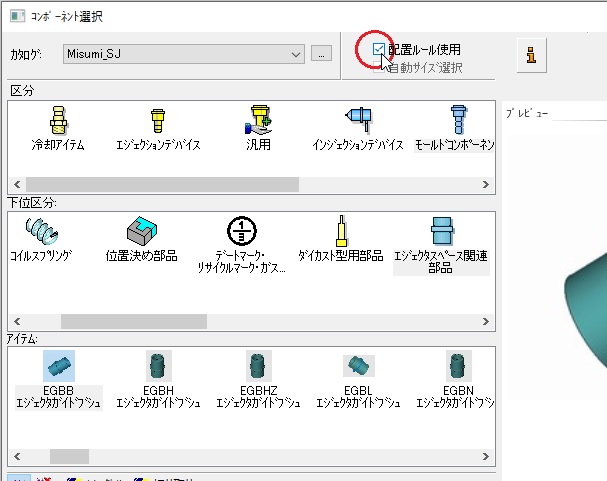 ｺﾝﾎﾟｰﾈﾝﾄ選択
ｶﾀﾛｸﾞ:
Misumi_SJ
...
配置ルール使用
自動サイズ選択
i
区分
ﾌﾟﾚﾋﾞｭｰ
冷却アイテム
ｴｼﾞｪｸｼｮﾝﾃﾞﾊﾞｲｽ
汎用
ｲﾝｼﾞｪｸｼｮﾝﾃﾞﾊﾞｲｽ
ﾓｰﾙﾄﾞｺﾝﾎﾟｰﾈﾝ
下位区分:
ｺｲﾙｽﾌﾟﾘﾝｸﾞ
位置決め部品
ﾃﾞｰﾄﾏｰｸ･
ﾘｻｲｸﾙﾏｰｸ･ｶﾞｽ...
ﾀﾞｲｶｽﾄ型用部品
ｴｼﾞｪｸﾀｽﾍﾟｰｽ関連
部品
ｱｲﾃﾑ:
EGBB
ｴｼﾞｪｸﾀｶﾞｲﾄﾞﾌﾞｼｭ
EGBH
ｴｼﾞｪｸﾀｶﾞｲﾄﾞﾌﾞｼｭ
EGBHZ
ｴｼﾞｪｸﾀｶﾞｲﾄﾞﾌﾞｼｭ
EGBL
ｴｼﾞｪｸﾀｶﾞｲﾄﾞﾌﾞｼｭ
EGBN
ｴｼﾞｪｸﾀｶﾞｲﾄﾞﾌﾞｼ